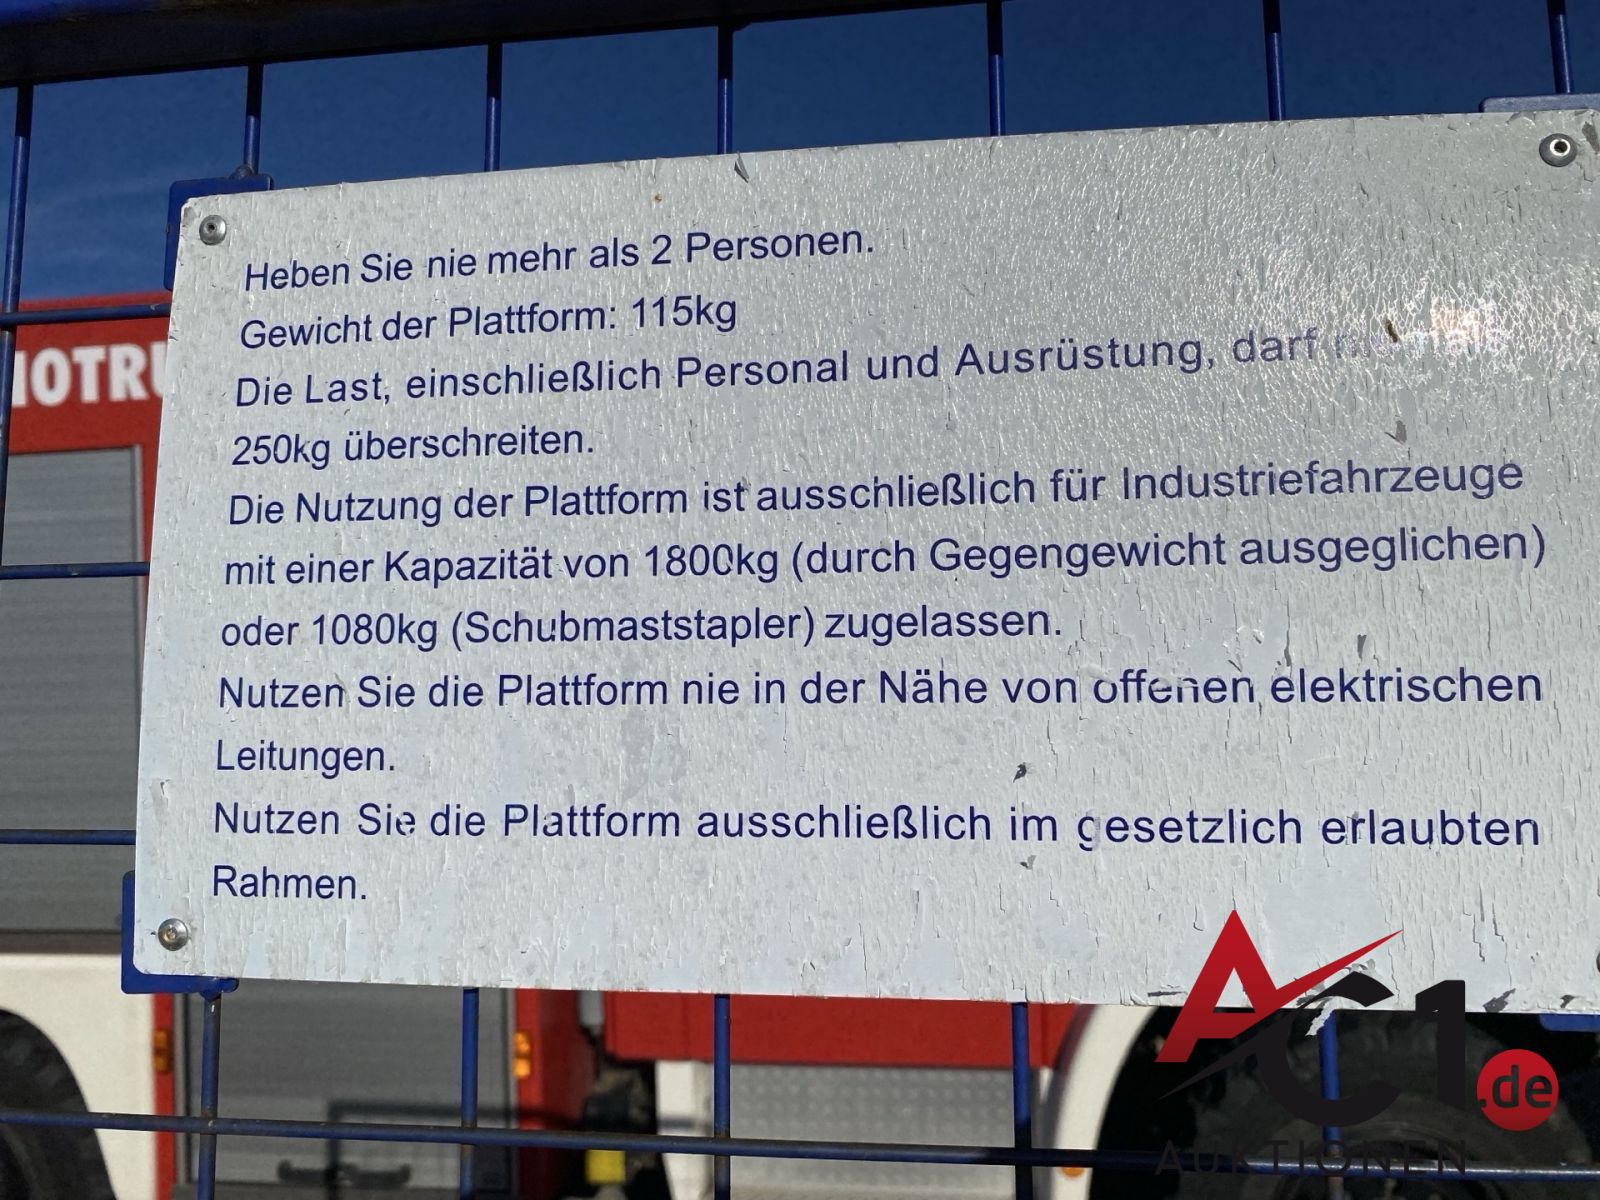 Heben Sie nie mehr als 2 Personen.
Gewicht der Plattform: 115kg
Die Last, einschließlich Personal und Ausrüstung, darf
250kg überschreiten.
Die Nutzung der Plattform ist ausschließlich für Industriefahrzeuge
mit einer Kapazität von 1800kg (durch Gegengewicht ausgeglichen)
oder 1080kg (Schubmaststapler) zugelassen.
Nutzen Sie die Plattform nie in der Nähe von offenen elektrischen
Leitungen.
Nutzen Sie die Plattform ausschließlich im gesetzlich erlaubten
Rahmen.
AC1.de
AUKTIONEN